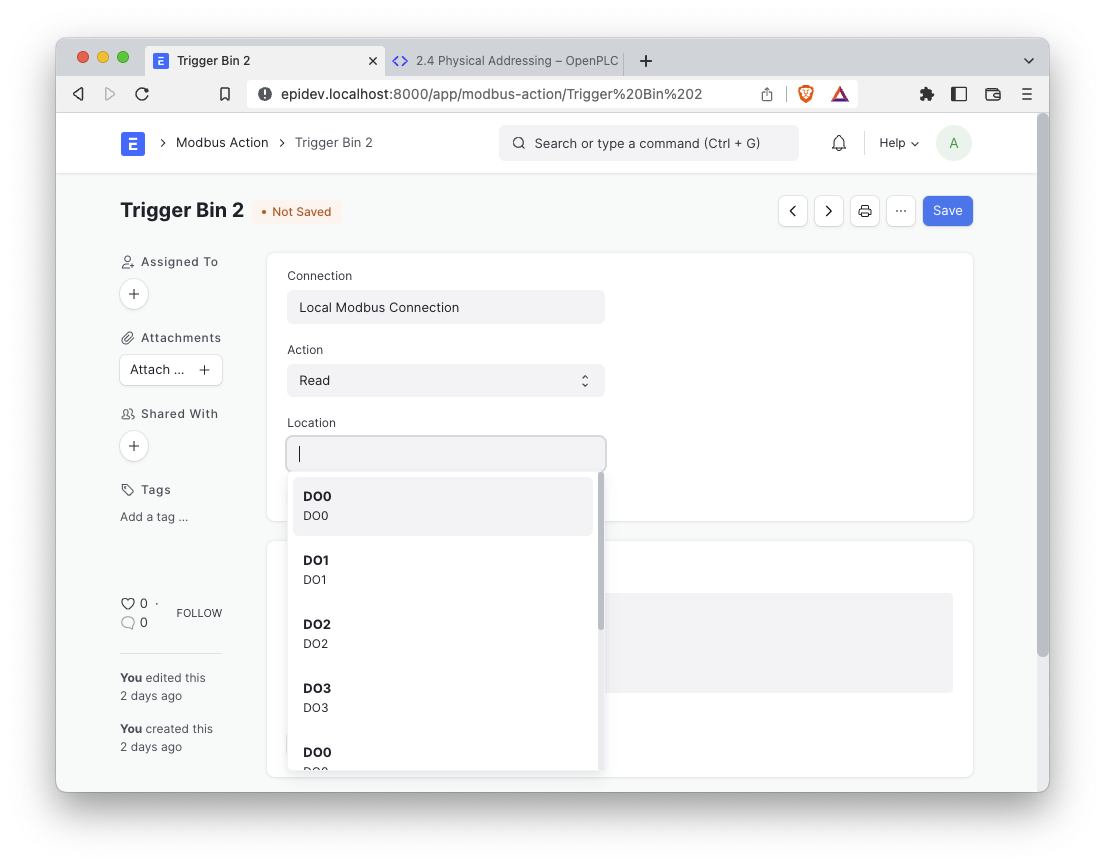 Trigger Bin 2
2.4 Physical Addressing – OpenPLC
epidev.localhost:8000/app/modbus-action/Trigger%20Bin%202
E
Modbus Action
Trigger Bin 2
Search or type a command (Ctrl + G)
Help
A
Trigger Bin 2
Not Saved
Save
Assigned To
Attachments
Attach ...
Shared With
Tags
Add a tag ...
0 ·
0
FOLLOW
You edited this
2 days ago
You created this
2 days ago
Connection
Local Modbus Connection
Action
Read
Location
DO0
DO0
DO1
DO1
DO2
DO2
DO3
DO3
DO0